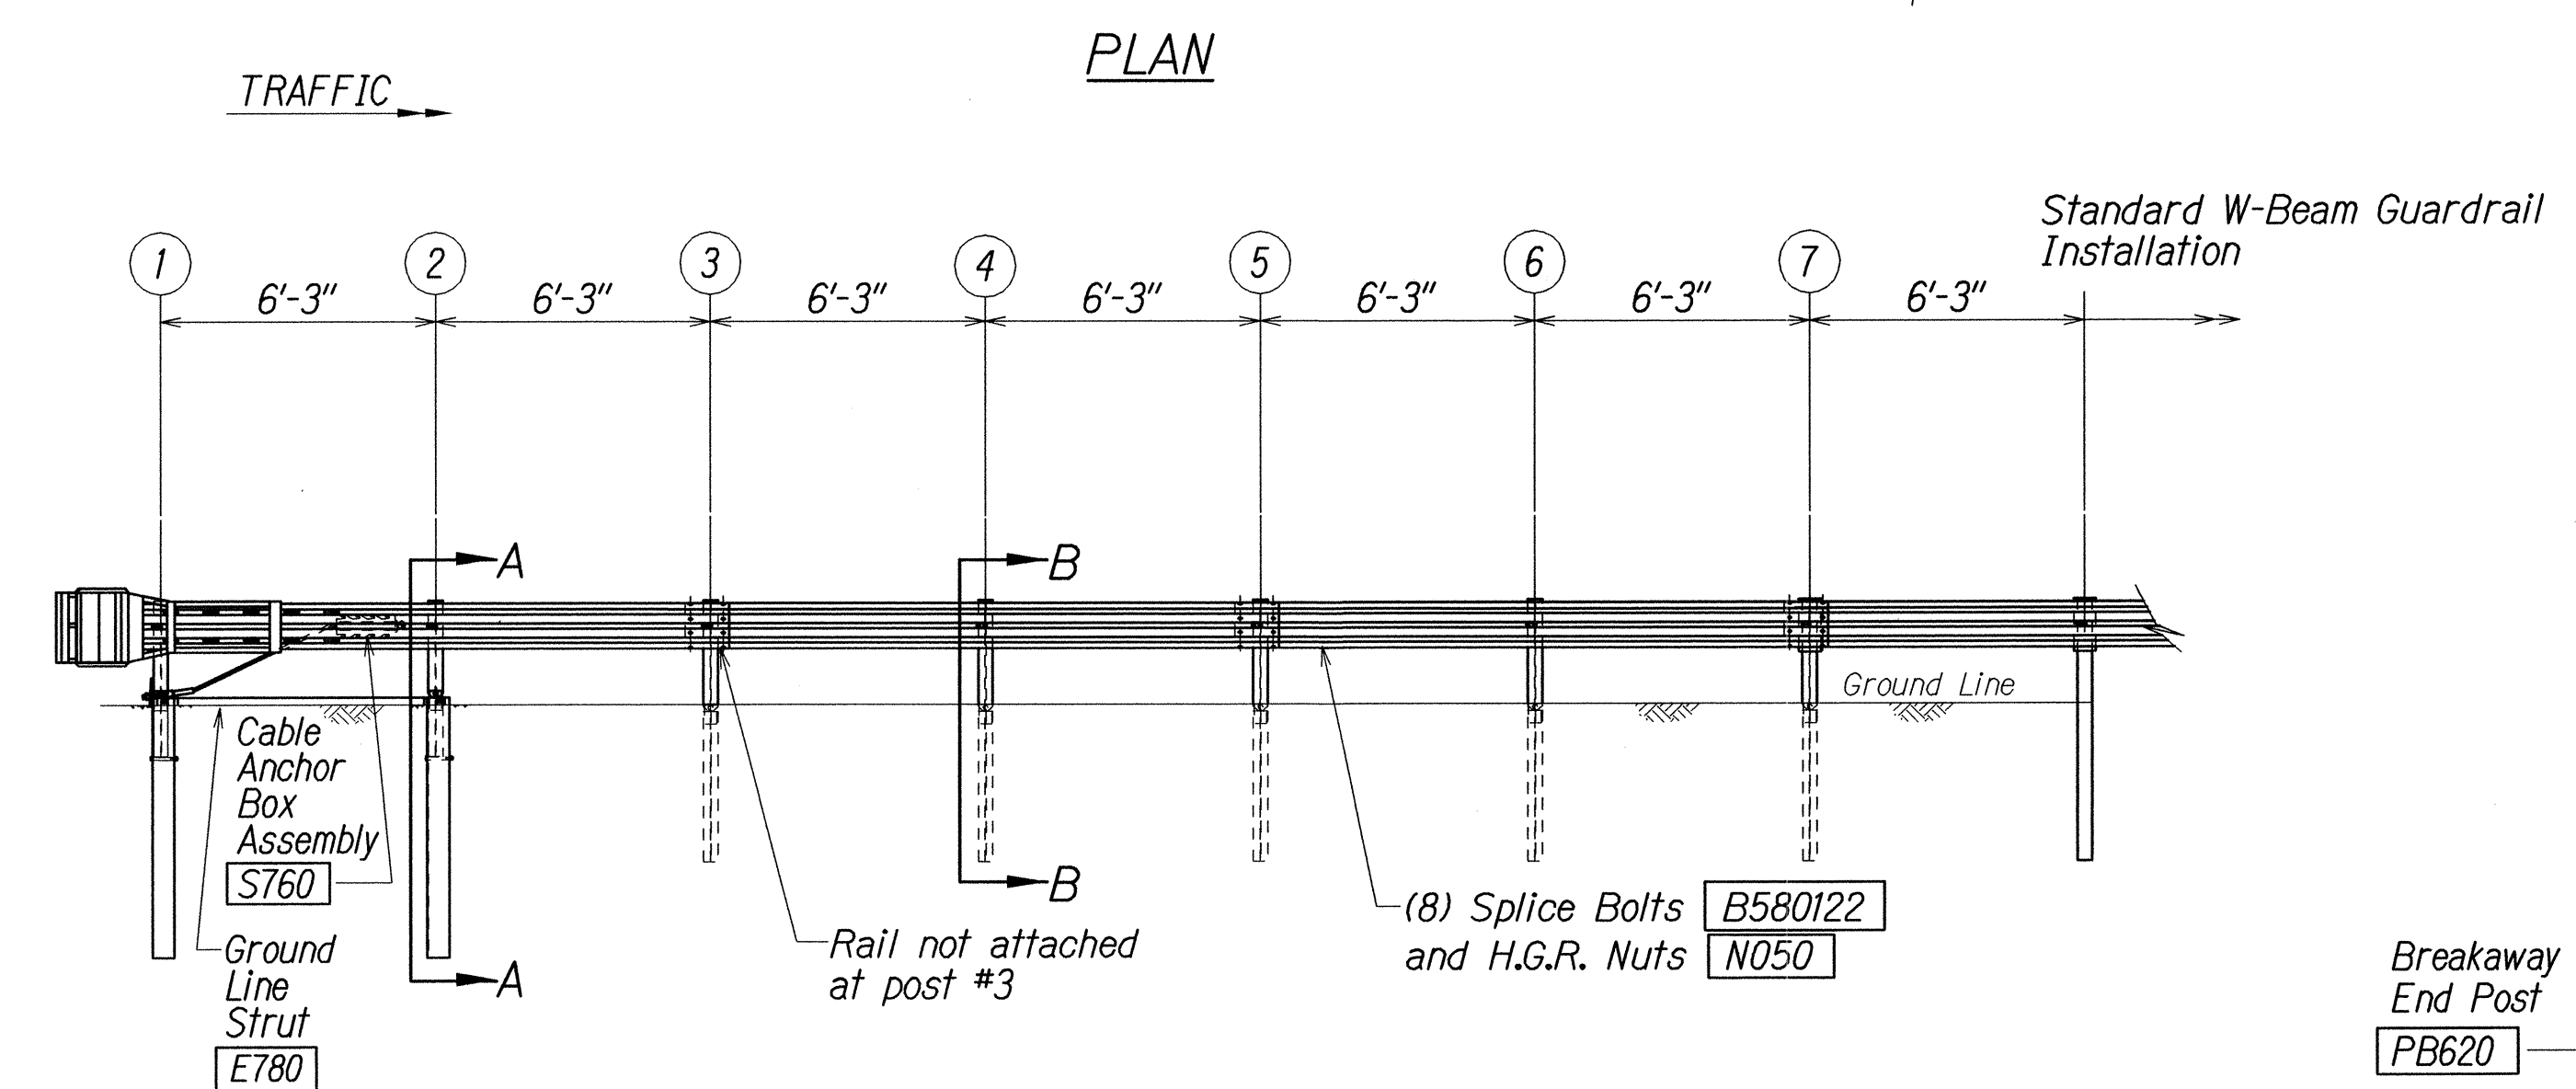 PLAN
TRAFFIC
Standard W-Beam Guardrail
Installation
1 2 3 4 5 6 7
6'-3" 6'-3" 6'-3" 6'-3" 6'-3" 6'-3" 6'-3"
A
B
Ground Line
Cable
Anchor
Box
Assembly
S760
B
(8) Splice Bolts B580122
and H.G.R. Nuts N050
Rail not attached
at post #3
A
Ground
Line
Strut
E780
Breakaway
End Post
PB620